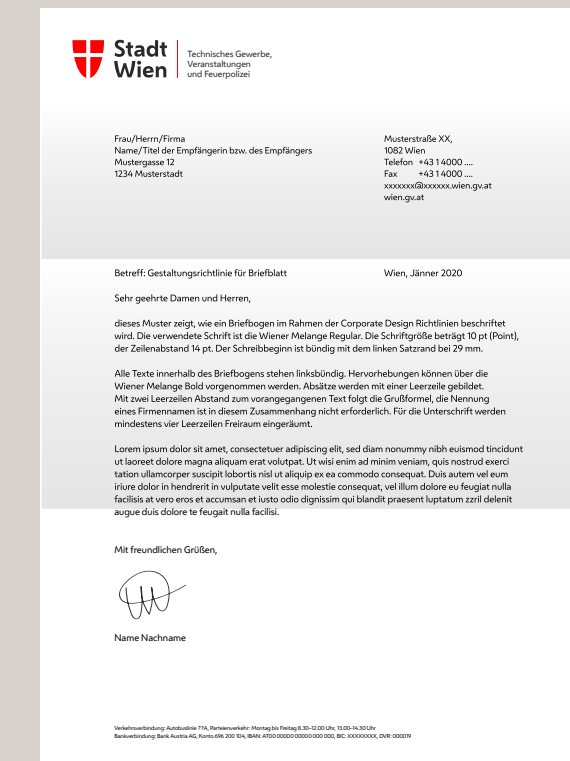 Stadt
Wien
Technisches Gewerbe,
Veranstaltungen
und Feuerpolizei
Frau/Herrn/Firma
Name/Titel der Empfängerin bzw. des Empfängers
Mustergasse 12
1234 Musterstadt
Musterstraße XX,
1082 Wien
Telefon +43 1 4000 ....
Fax +43 1 4000 ....
xxxxxxx@xxxxxx.wien.gv.at
wien.gv.at
Betreff: Gestaltungsrichtlinie für Briefblatt
Wien, Jänner 2020
Sehr geehrte Damen und Herren,
dieses Muster zeigt, wie ein Briefbogen im Rahmen der Corporate Design Richtlinien beschriftet
wird. Die verwendete Schrift ist die Wiener Melange Regular. Die Schriftgröße beträgt 10 pt (Point),
der Zeilenabstand 14 pt. Der Schreibbeginn ist bündig mit dem linken Satzrand bei 29 mm.
Alle Texte innerhalb des Briefbogens stehen linksbündig. Hervorhebungen können über die
Wiener Melange Bold vorgenommen werden. Absätze werden mit einer Leerzeile gebildet.
Mit zwei Leerzeilen Abstand zum vorangegangenen Text folgt die Grußformel, die Nennung
eines Firmennamens ist in diesem Zusammenhang nicht erforderlich. Für die Unterschrift werden
mindestens vier Leerzeilen Freiraum eingeräumt.
Lorem ipsum dolor sit amet, consectetuer adipiscing elit, sed diam nonummy nibh euismod tincidunt
ut laoreet dolore magna aliquam erat volutpat. Ut wisi enim ad minim veniam, quis nostrud exerci
tation ullamcorper suscipit lobortis nisl ut aliquip ex ea commodo consequat. Duis autem vel eum
iriure dolor in hendrerit in vulputate velit esse molestie consequat, vel illum dolore eu feugiat nulla
facilisis at vero eros et accumsan et iusto odio dignissim qui blandit praesent luptatum zzril delenit
augue duis dolore te feugait nulla facilisi.
Mit freundlichen Grüßen,
Name Nachname
Verkehrsverbindung: Autobuslinie ??A, Parteienverkehr: Montag bis Freitag 8.30–12.00 Uhr, 13.00–14.30 Uhr
Bankverbindung: Bank Austria AG, Konto 696 200 104, IBAN: AT00 00000 00000 000 000, BIC: XXXXXXXX, DVR: 000019